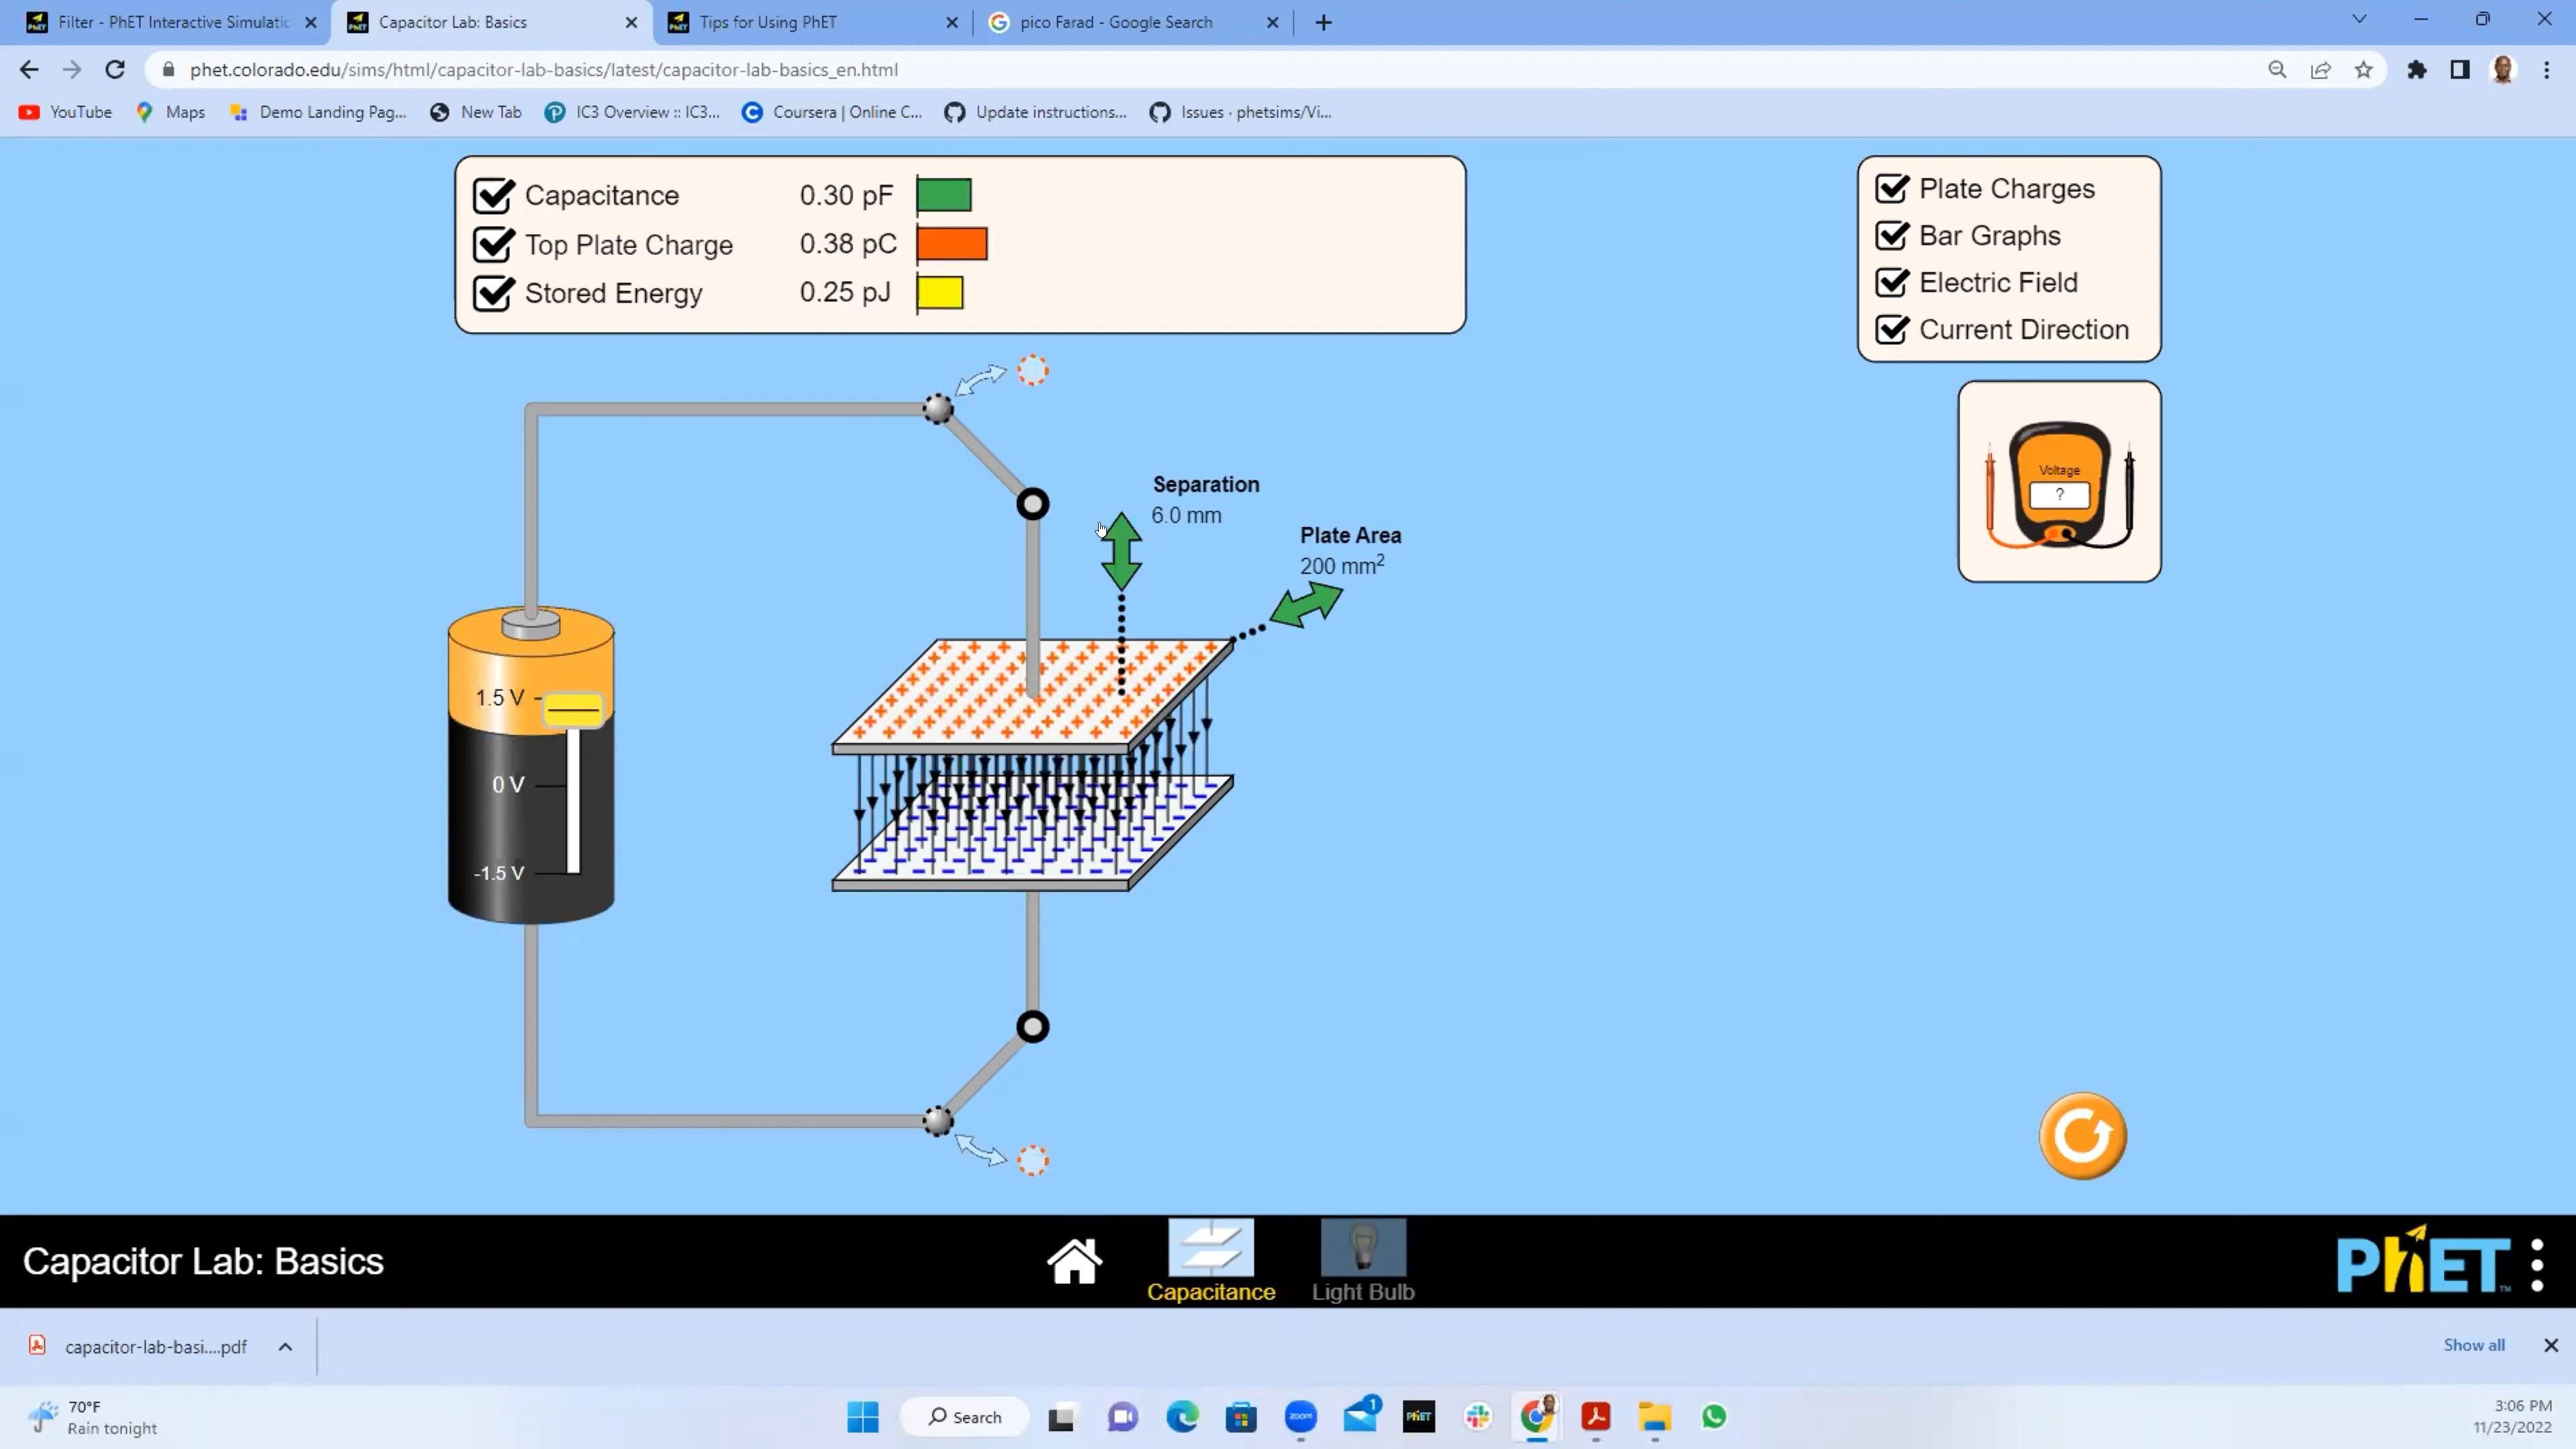 Filter - PhET Interactive Simulatic
Capacitor Lab: Basics
Tips for Using PhET
pico Farad - Google Search
phet.colorado.edu/sims/html/capacitor-lab-basics/latest/capacitor-lab-basics_en.html
YouTube
Maps
Demo Landing Pag...
New Tab
IC3 Overview :: IC3...
Coursera | Online C...
Update instructions...
Issues · phetsims/Vi...
Capacitance 0.30 pF
Top Plate Charge 0.38 pC
Stored Energy 0.25 pJ
Plate Charges
Bar Graphs
Electric Field
Current Direction
Voltage
?
Separation
6.0 mm
Plate Area
200 mm²
1.5 V
0 V
-1.5 V
Capacitor Lab: Basics
Capacitance
Light Bulb
PhET
capacitor-lab-basi....pdf
Show all
70°F
Rain tonight
Search
zoom
1
PhET
3:06 PM
11/23/2022